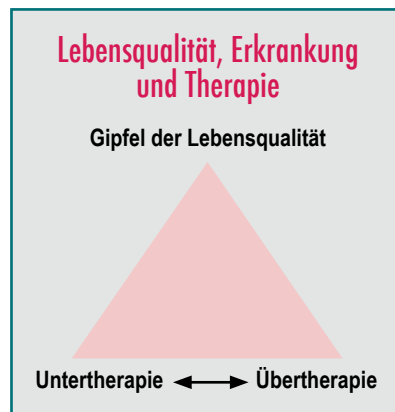 Lebensqualität, Erkrankung
und Therapie
Gipfel der Lebensqualität
Untertherapie Übertherapie